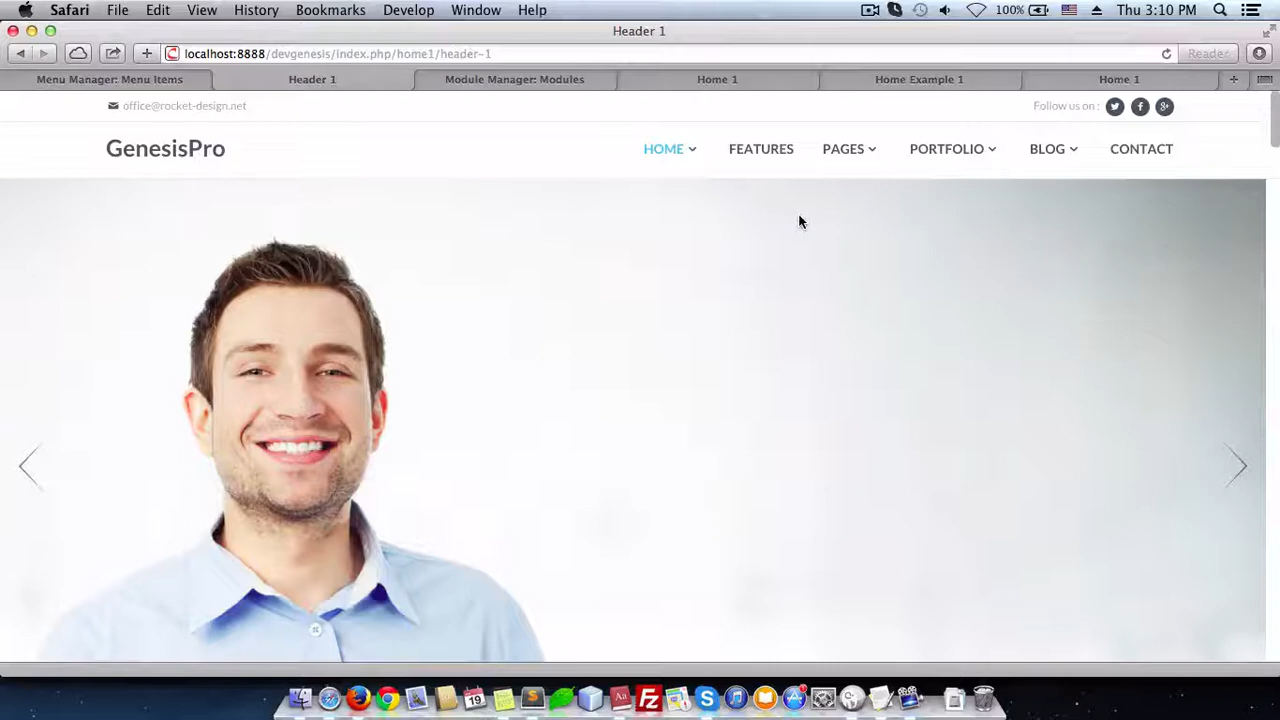 Safari File Edit View History Bookmarks Develop Window Help 100% Thu 3:10 PM
Header 1
localhost:8888/devgenesis/index.php/home1/header-1 Reader
Menu Manager: Menu Items Header 1 Module Manager: Modules Home 1 Home Example 1 Home 1
office@rocket-design.net Follow us on :
GenesisPro HOME FEATURES PAGES PORTFOLIO BLOG CONTACT